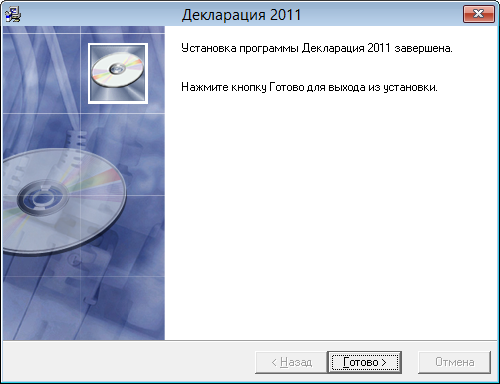 Декларация 2011
Установка программы Декларация 2011 завершена.
Нажмите кнопку Готово для выхода из установки.
< Назад
Готово >
Отмена